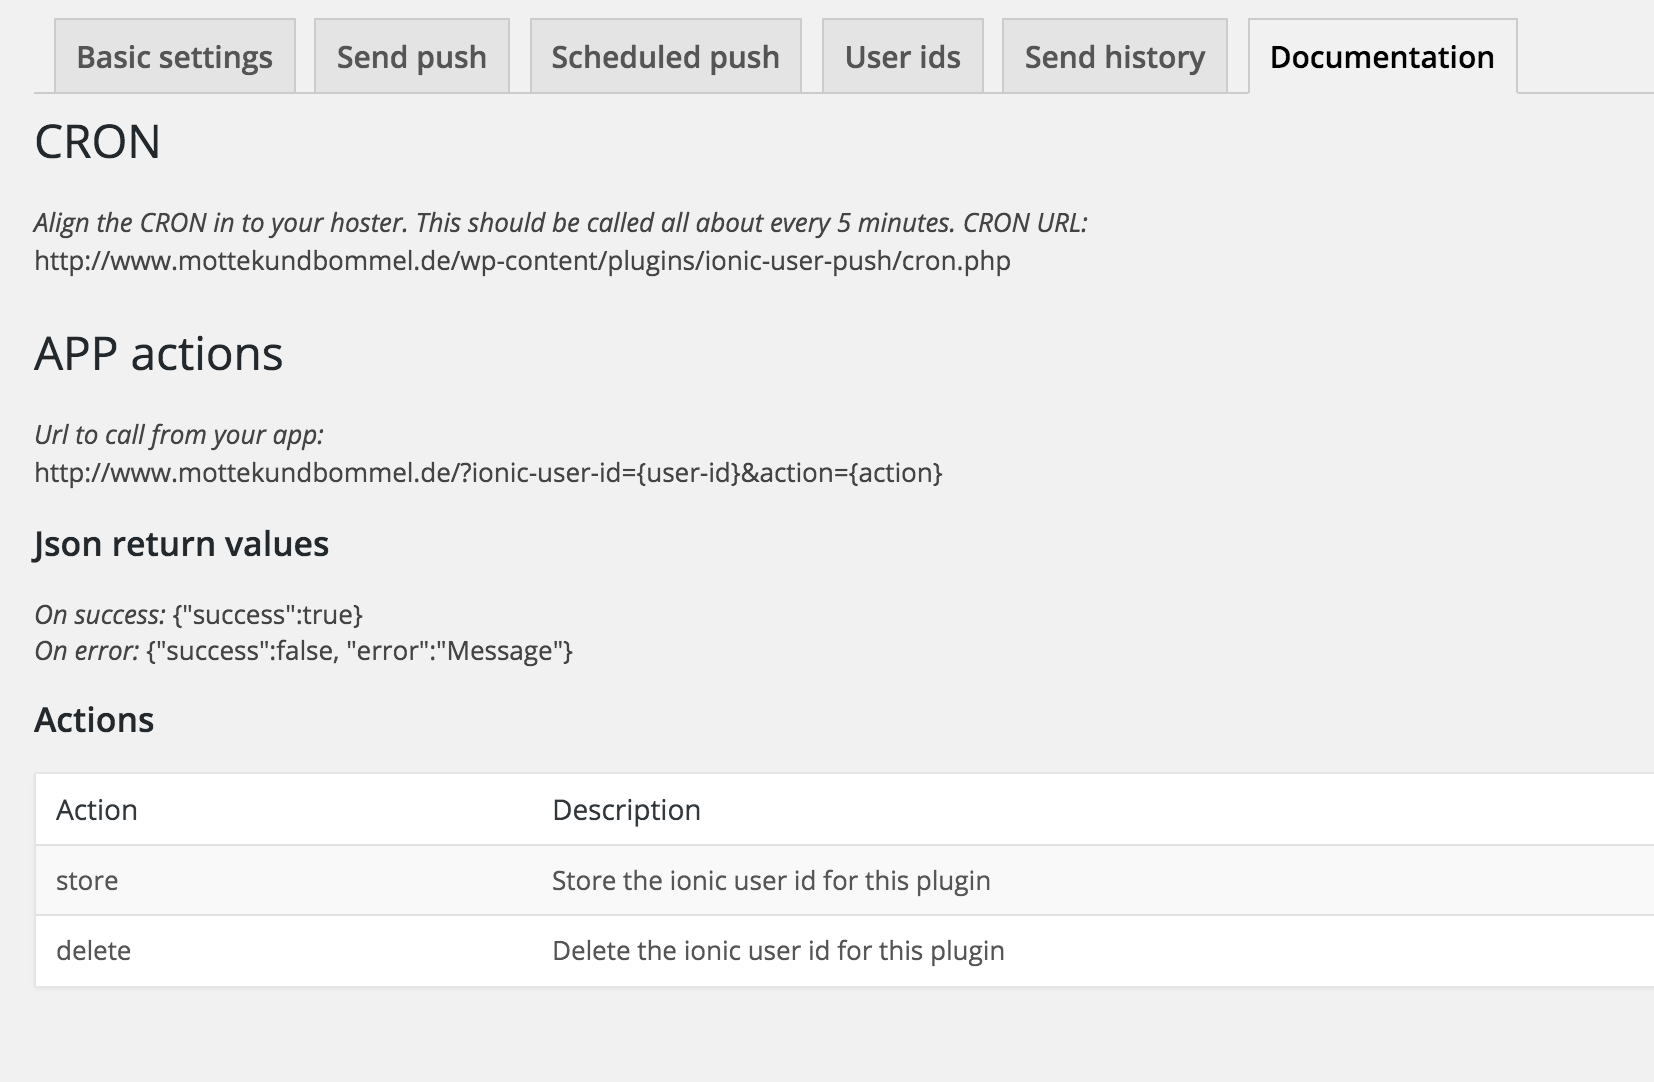 Basic settings Send push Scheduled push User ids Send history Documentation
CRON
Align the CRON in to your hoster. This should be called all about every 5 minutes. CRON URL:
http://www.mottekundbommel.de/wp-content/plugins/ionic-user-push/cron.php
APP actions
Url to call from your app:
http://www.mottekundbommel.de/?ionic-user-id={user-id}&action={action}
Json return values
On success: {"success":true}
On error: {"success":false, "error":"Message"}
Actions
Action Description
store Store the ionic user id for this plugin
delete Delete the ionic user id for this plugin